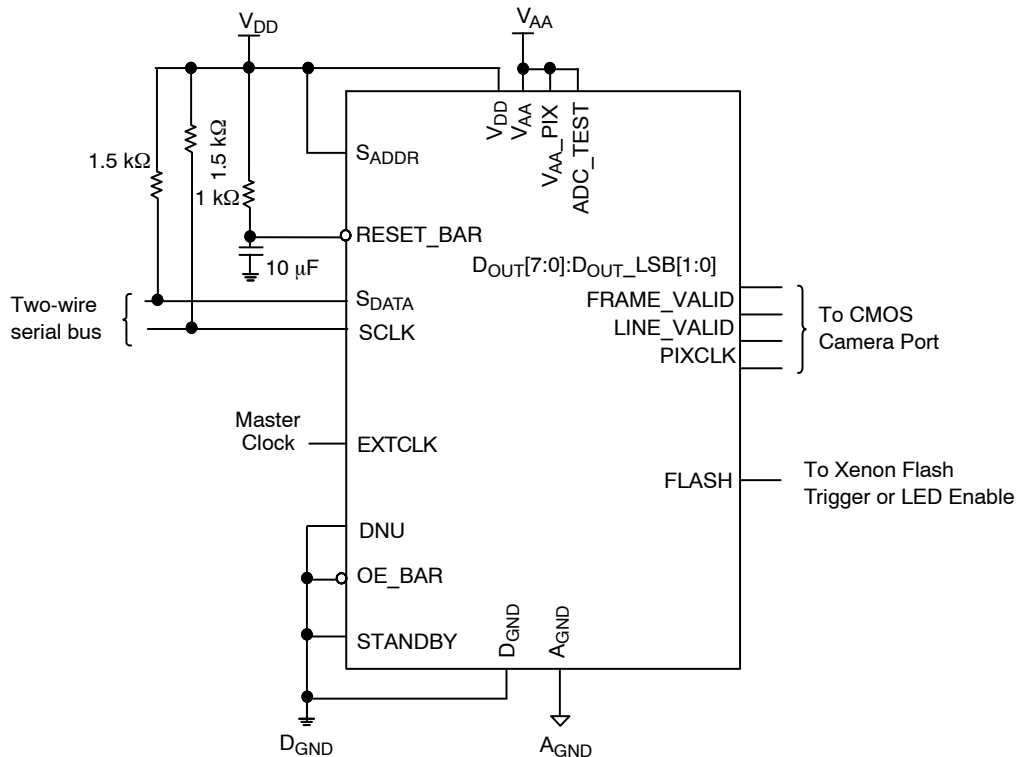 VDD
VAA
1.5 kΩ
1.5 kΩ
1 kΩ
10 µF
VDD
VAA
VAA_PIX
ADC_TEST
SADDR
RESET_BAR
DOUT[7:0]:DOUT_LSB[1:0]
FRAME_VALID
LINE_VALID
PIXCLK
To CMOS
Camera Port
Two-wire
serial bus
SDATA
SCLK
Master
Clock
EXTCLK
FLASH
To Xenon Flash
Trigger or LED Enable
DNU
OE_BAR
STANDBY
DGND
AGND
DGND
AGND